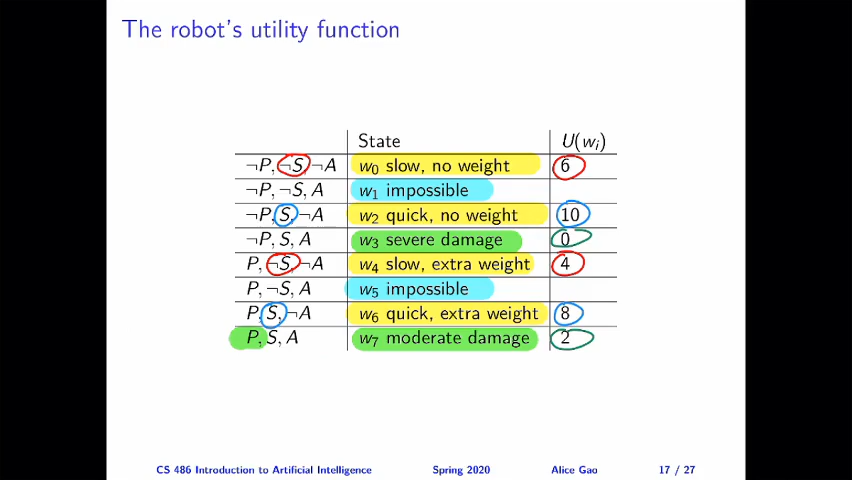 The robot's utility function
State U(wᵢ)
¬P, ¬S, ¬A w₀ slow, no weight 6
¬P, ¬S, A w₁ impossible
¬P, S, ¬A w₂ quick, no weight 10
¬P, S, A w₃ severe damage 0
P, ¬S, ¬A w₄ slow, extra weight 4
P, ¬S, A w₅ impossible
P, S, ¬A w₆ quick, extra weight 8
P, S, A w₇ moderate damage 2
CS 486 Introduction to Artificial Intelligence Spring 2020 Alice Gao 17 / 27